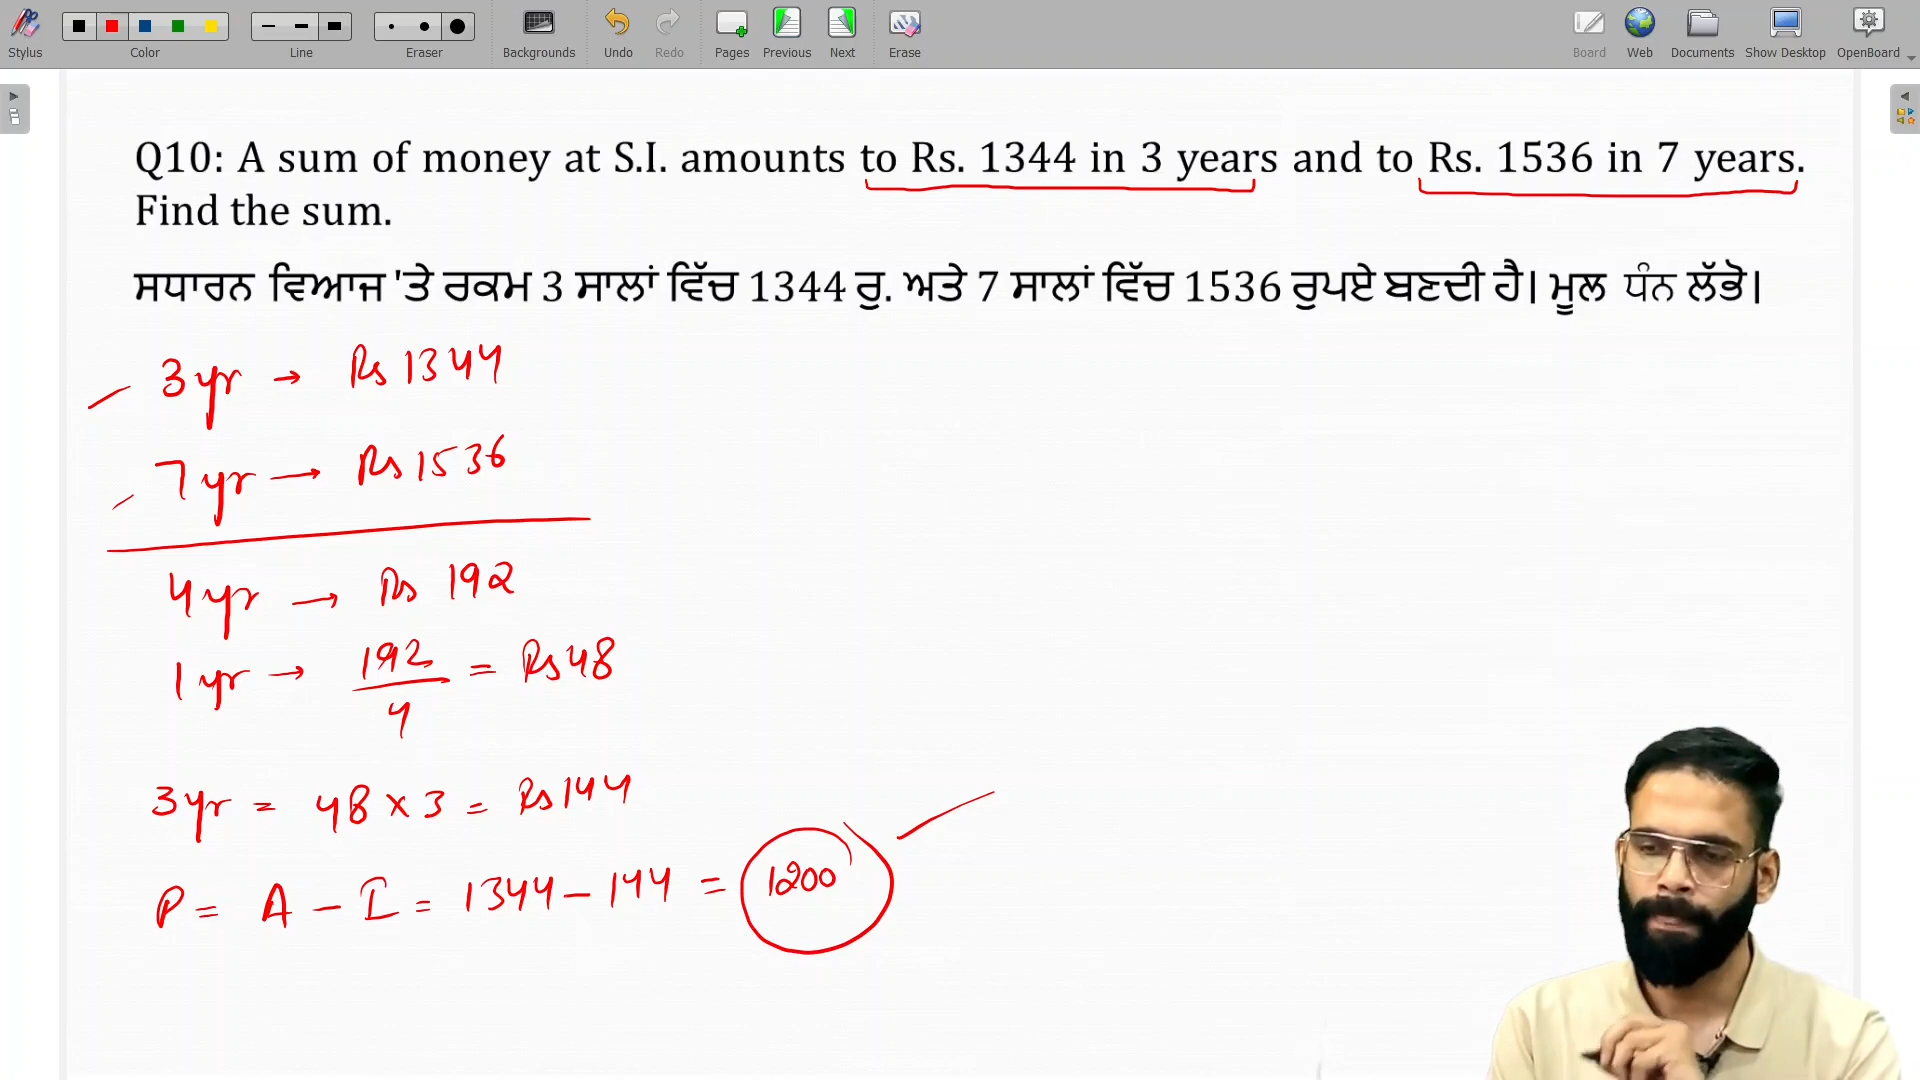 Stylus Color Line Eraser Backgrounds Undo Redo Pages Previous Next Erase Board Web Documents Show Desktop OpenBoard
Q10: A sum of money at S.I. amounts to Rs. 1344 in 3 years and to Rs. 1536 in 7 years.
Find the sum.
ਸਧਾਰਨ ਵਿਆਜ 'ਤੇ ਰਕਮ 3 ਸਾਲਾਂ ਵਿੱਚ 1344 ਰੁ. ਅਤੇ 7 ਸਾਲਾਂ ਵਿੱਚ 1536 ਰੁਪਏ ਬਣਦੀ ਹੈ। ਮੂਲ ਧੰਨ ਲੱਭੋ।
3yr → Rs 1344
7yr → Rs 1536
4yr → Rs 192
1yr → 192/4 = Rs 48
3yr = 48 × 3 = Rs 144
P = A - I = 1344 - 144 = 1200